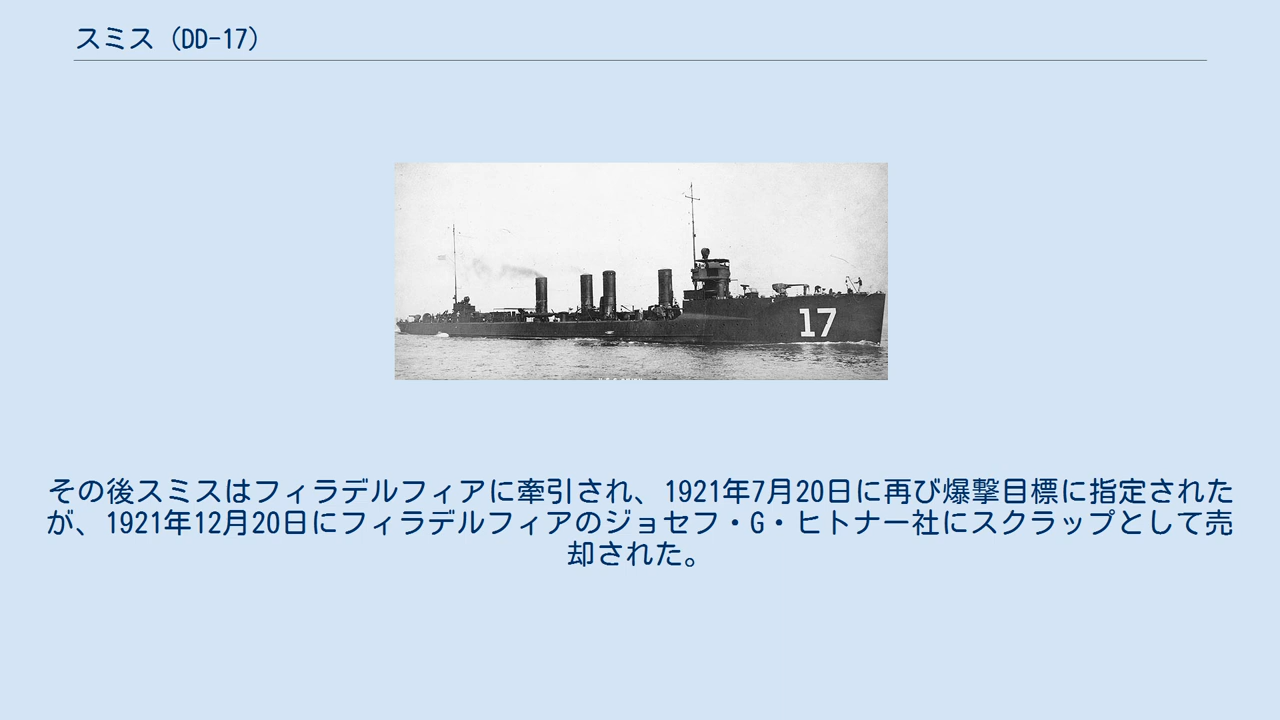 スミス（DD-17）
17
その後スミスはフィラデルフィアに牽引され、1921年7月20日に再び爆撃目標に指定された
が、1921年12月20日にフィラデルフィアのジョセフ・G・ヒトナー社にスクラップとして売
却された。